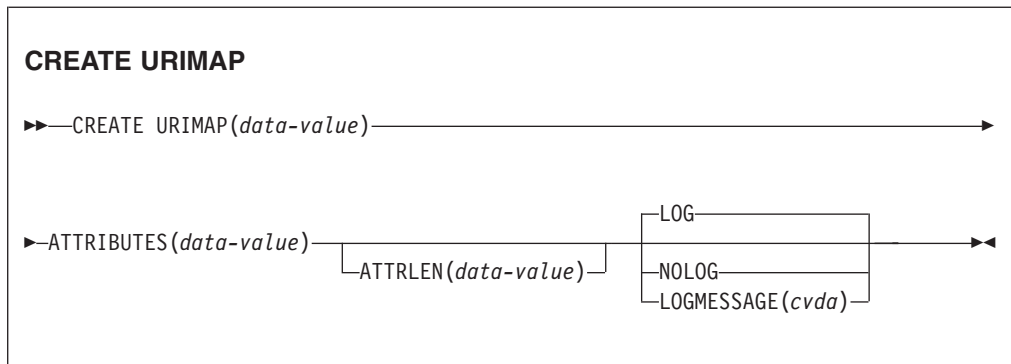 CREATE URIMAP
CREATE URIMAP(data-value)
LOG
ATTRIBUTES(data-value)
ATTRLEN(data-value)
NOLOG
LOGMESSAGE(cvda)